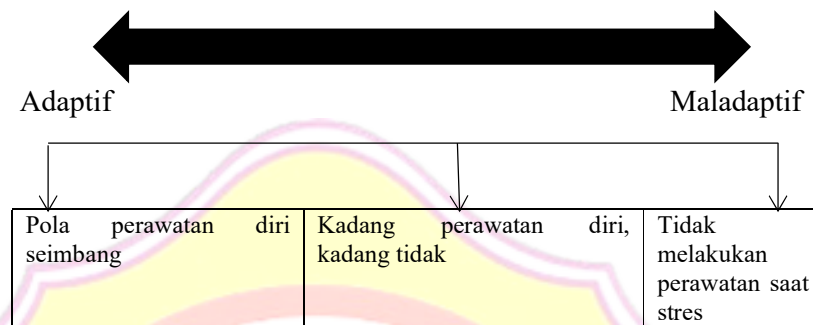 Adaptif
Maladaptif
Pola perawatan diri
seimbang
Kadang perawatan diri,
kadang tidak
Tidak
melakukan
perawatan saat
stres